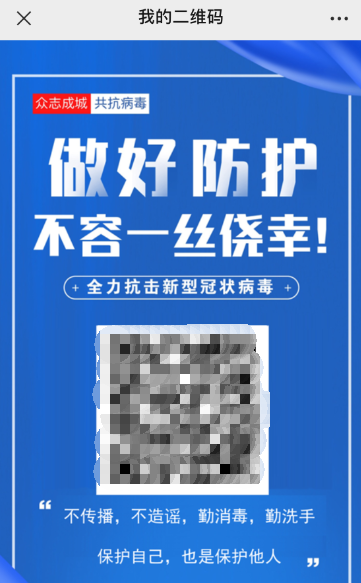 我的二维码
众志成城 共抗病毒
做好防护
不容一丝侥幸!
全力抗击新型冠状病毒
“ 不传播，不造谣，勤消毒，勤洗手
保护自己，也是保护他人 ”